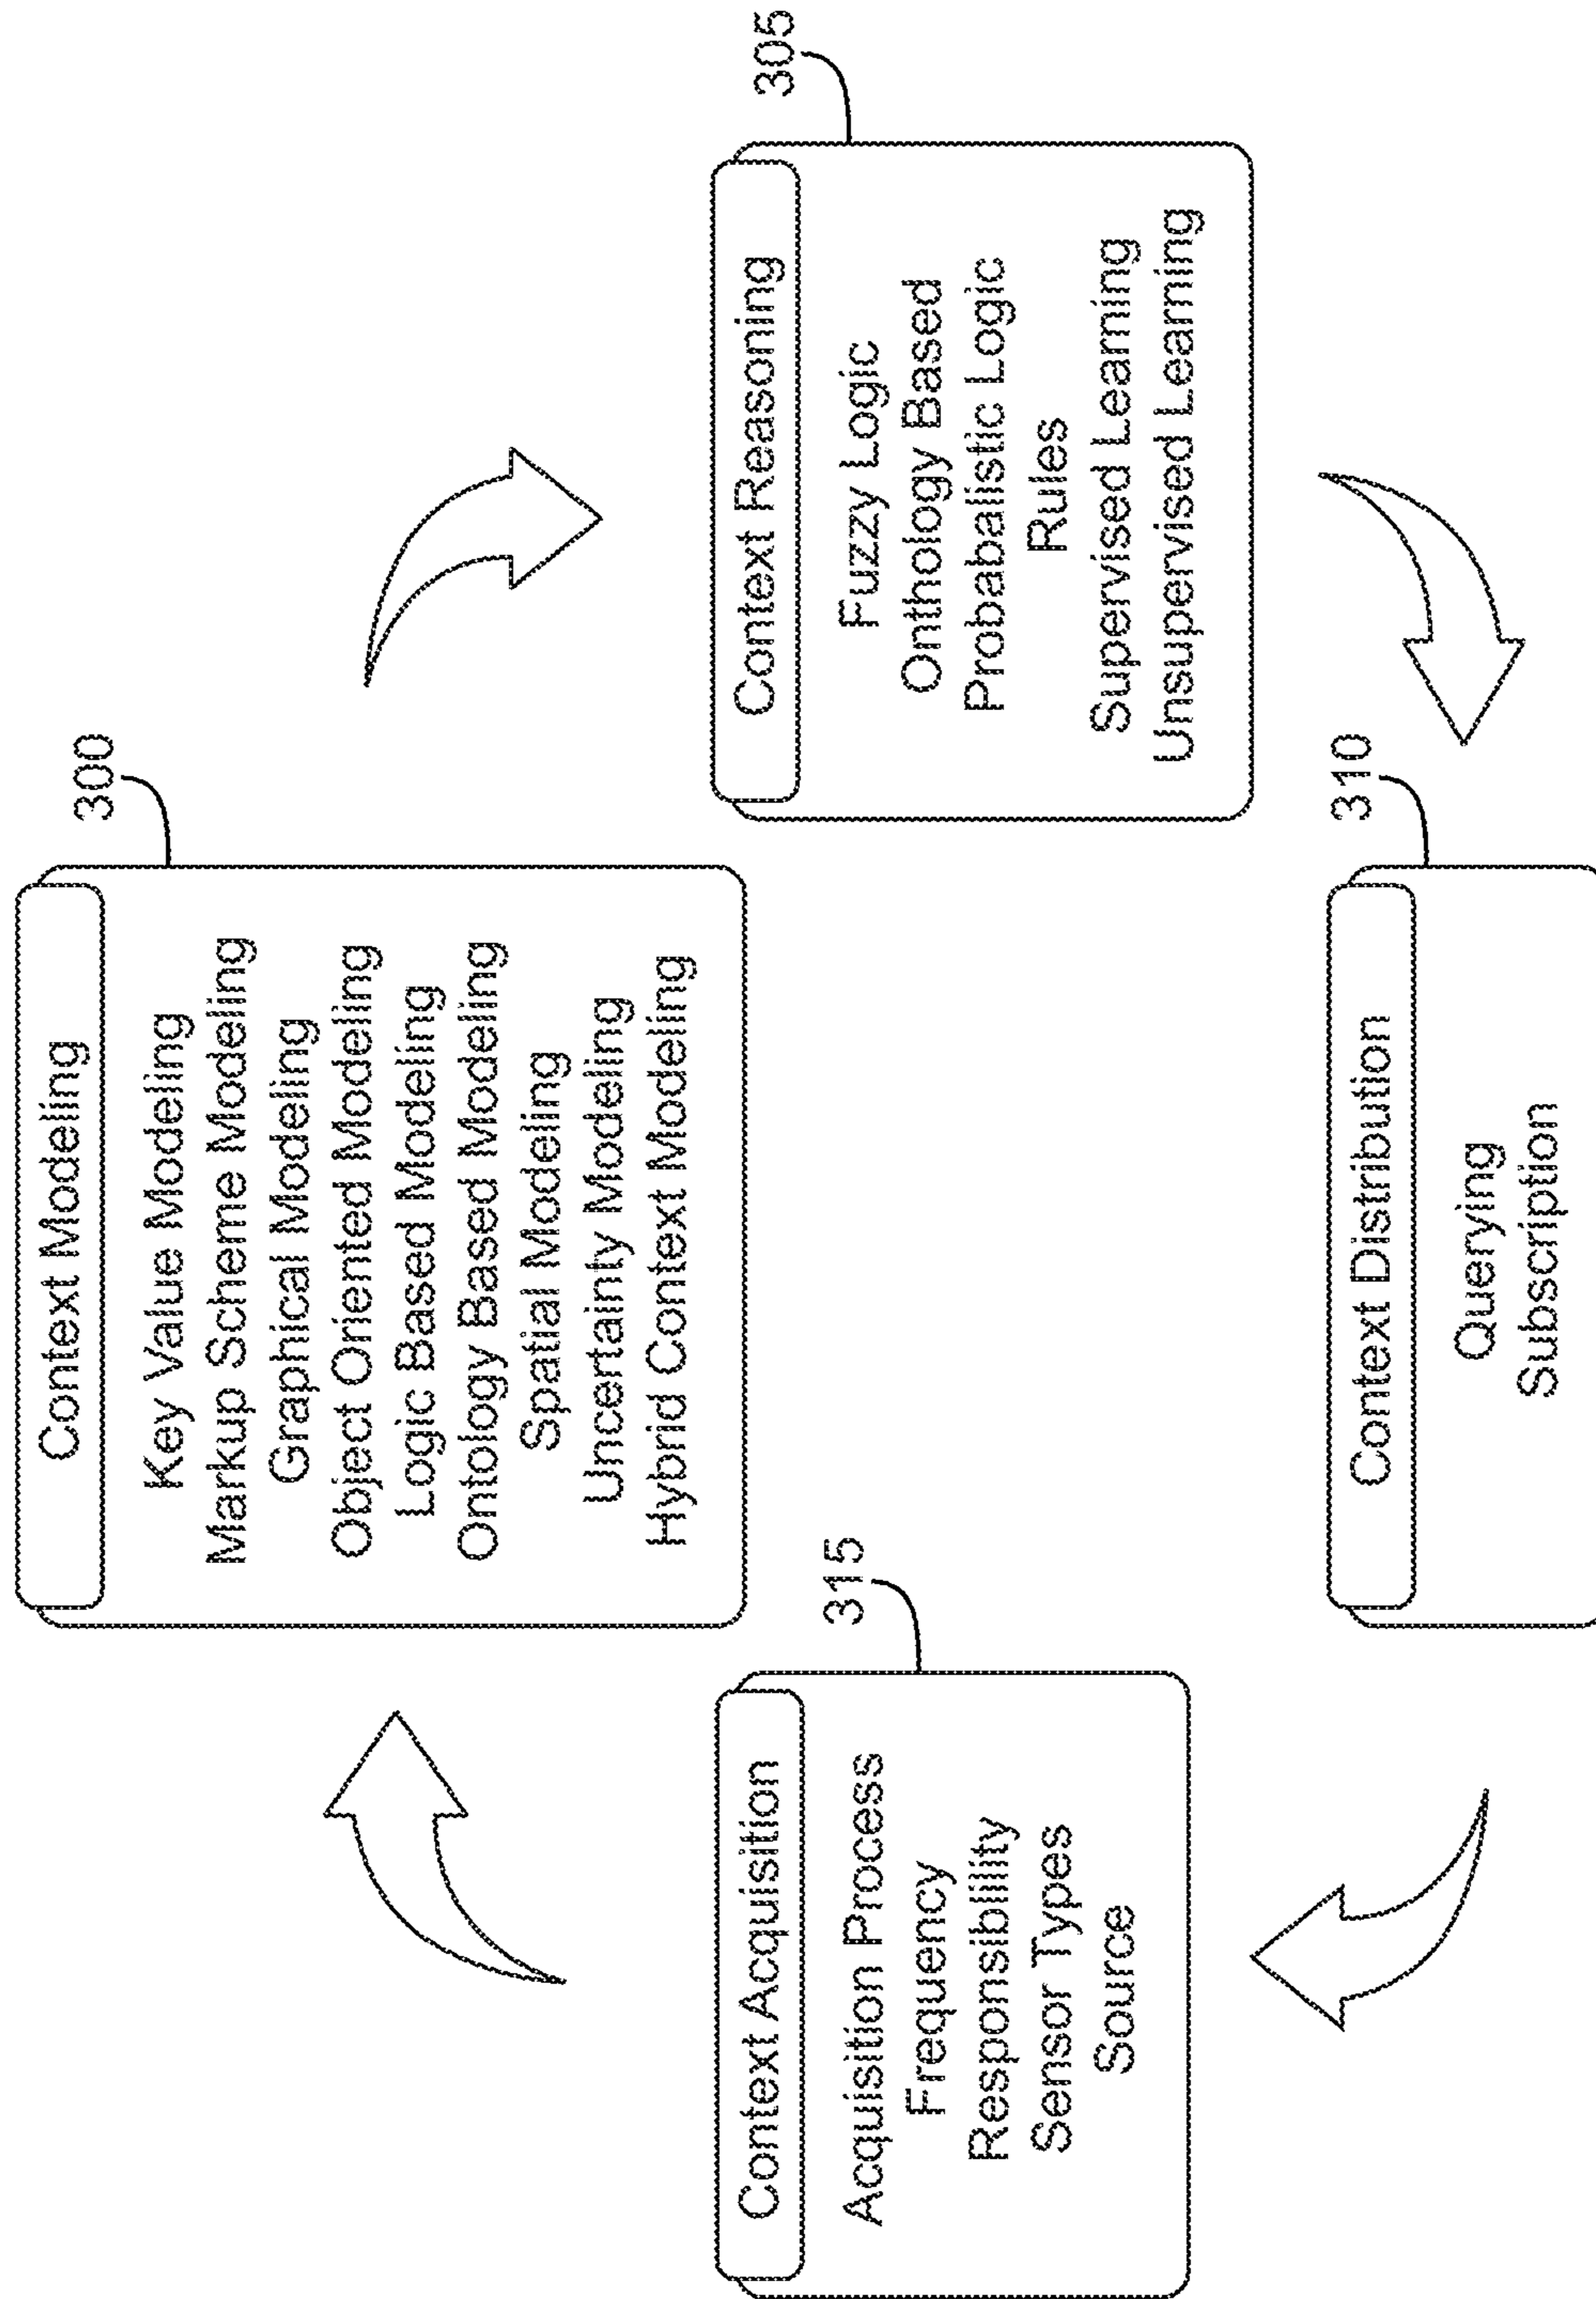 300
Context Modeling
Key Value Modeling
Markup Scheme Modeling
Graphical Modeling
Object Oriented Modeling
Logic Based Modeling
Ontology Based Modeling
Spatial Modeling
Uncertainty Modeling
Hybrid Context Modeling
305
Context Reasoning
Fuzzy Logic
Onthology Based
Probabalistic Logic
Rules
Supervised Learning
Unsupervised Learning
310
Context Distribution
Querying
Subscription
315
Context Acquisition
Acquisition Process
Frequency
Responsibility
Sensor Types
Source